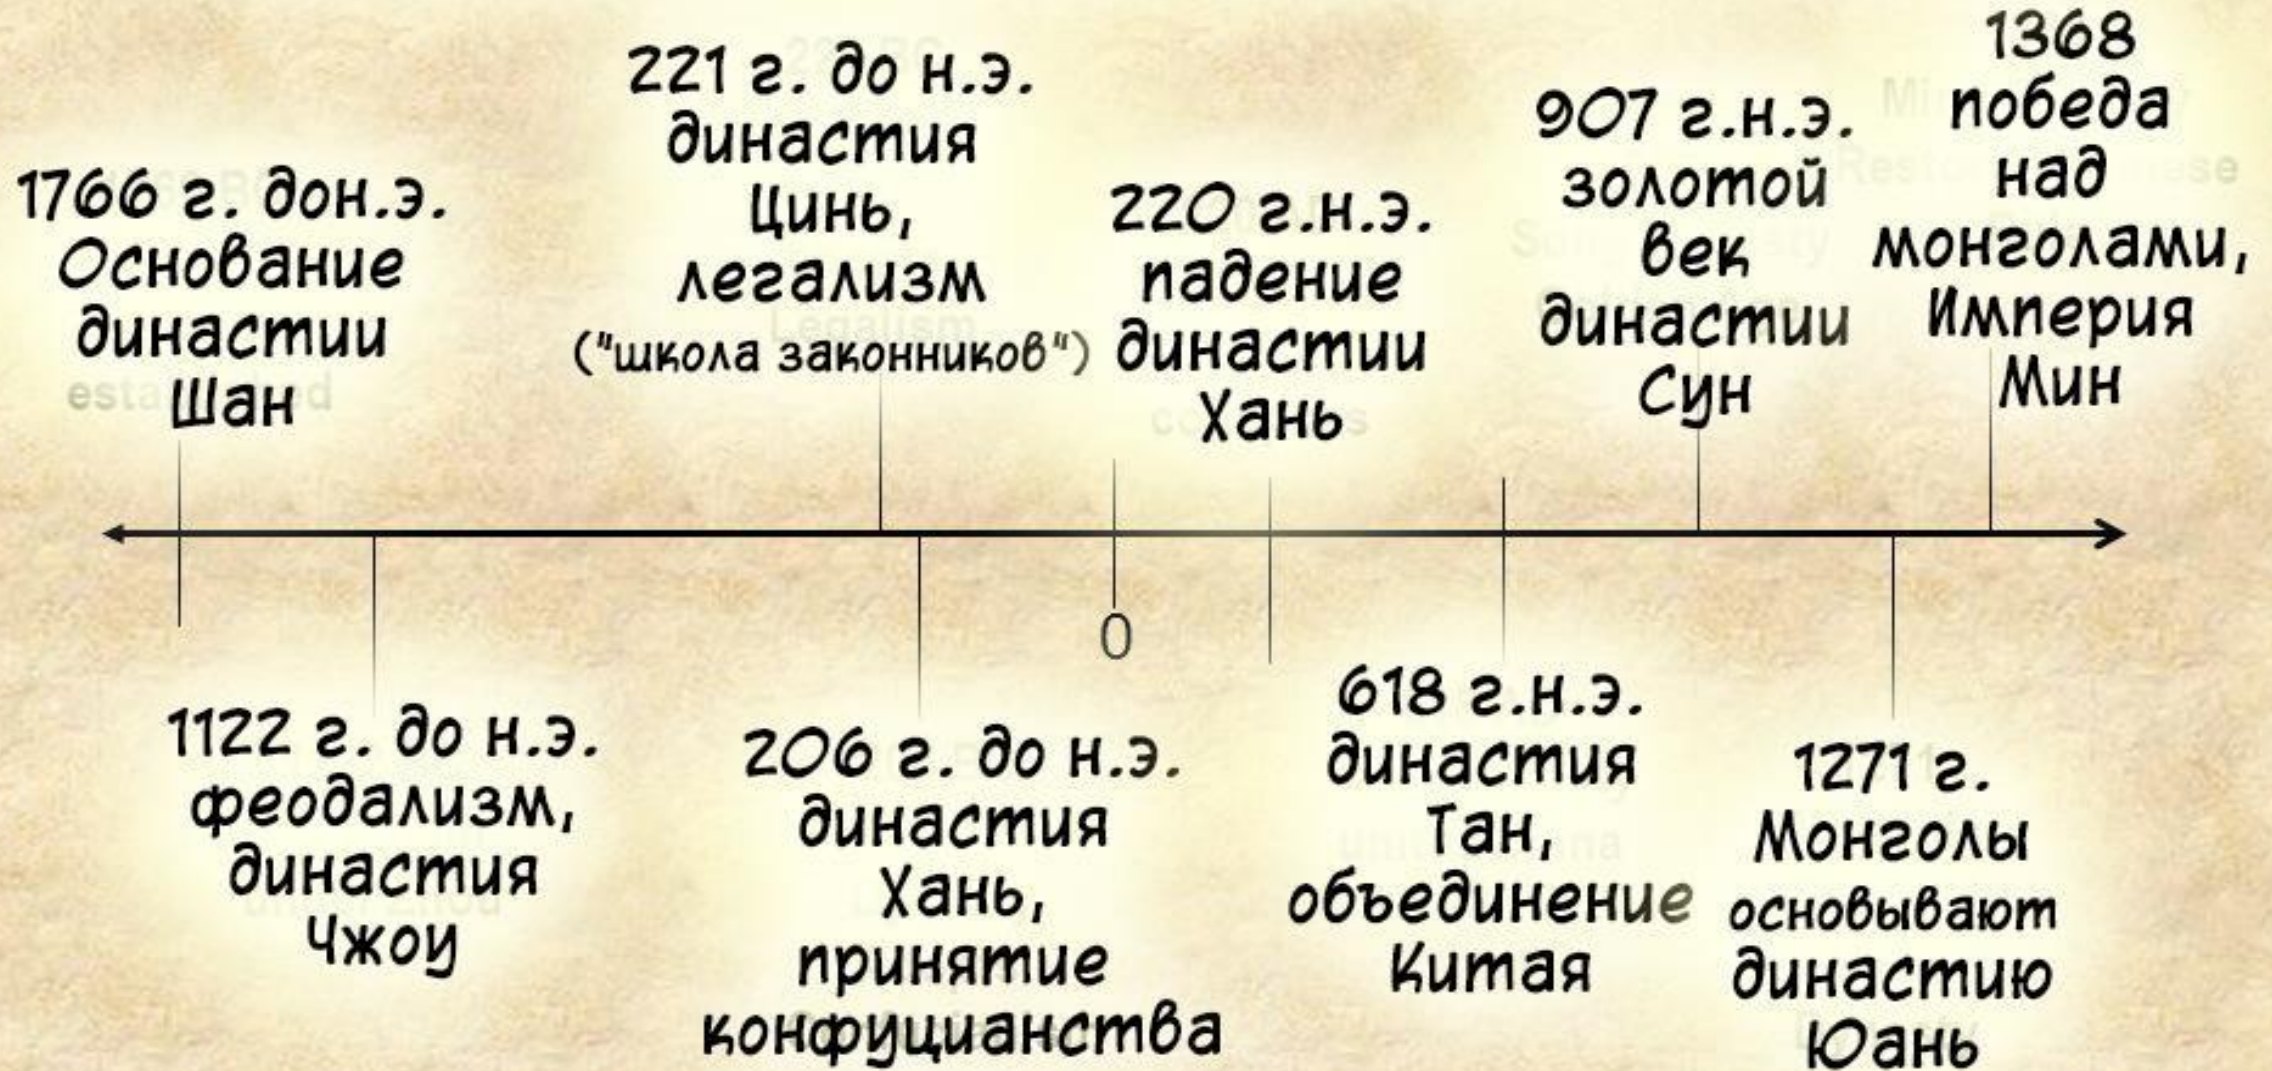 1766 г. дон.э.
Основание
династии
Шан
221 г. до н.э.
династия
Цинь,
легализм
("школа законников")
220 г.н.э.
падение
династии
Хань
907 г.н.э.
золотой
век
династии
Сун
1368
победа
над
монголами,
Империя
Мин
0
1122 г. до н.э.
феодализм,
династия
Чжоу
206 г. до н.э.
династия
Хань,
принятие
конфуцианства
618 г.н.э.
династия
Тан,
объединение
Китая
1271 г.
Монголы
основывают
династию
Юань